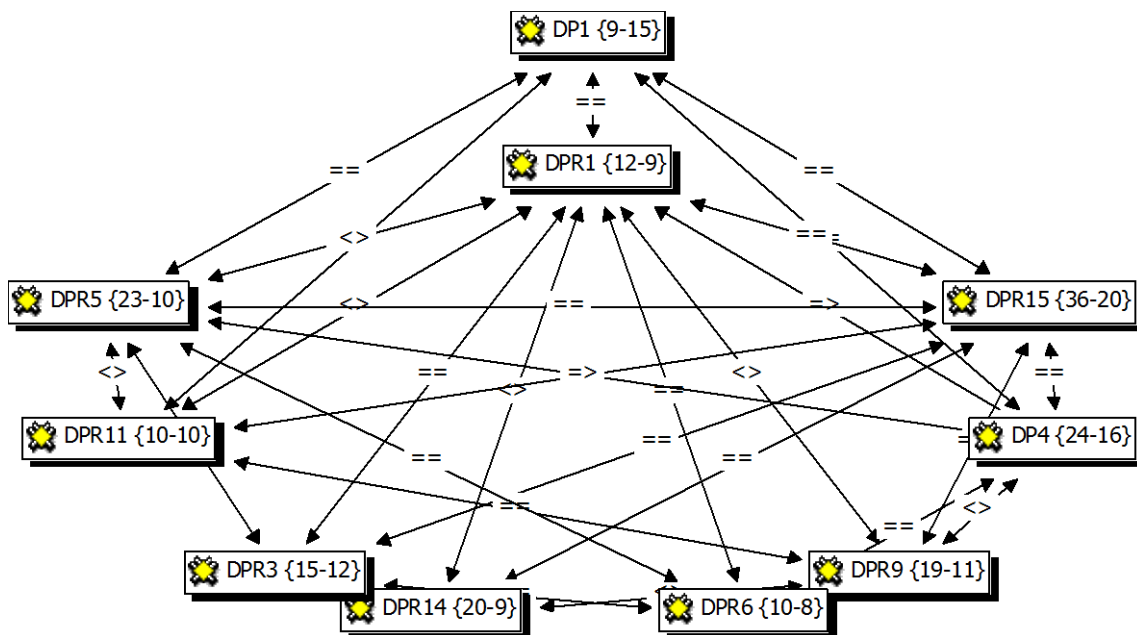 DP1 {9-15}
==
DPR1 {12-9}
==
==
<>
==
<>
<>
==
=>
DPR5 {23-10}
DPR15 {36-20}
<>
==
=>
<>
==
==
<>
DPR11 {10-10}
DP4 {24-16}
==
==
==
==
==
<>
DPR3 {15-12}
DPR9 {19-11}
DPR14 {20-9}
DPR6 {10-8}